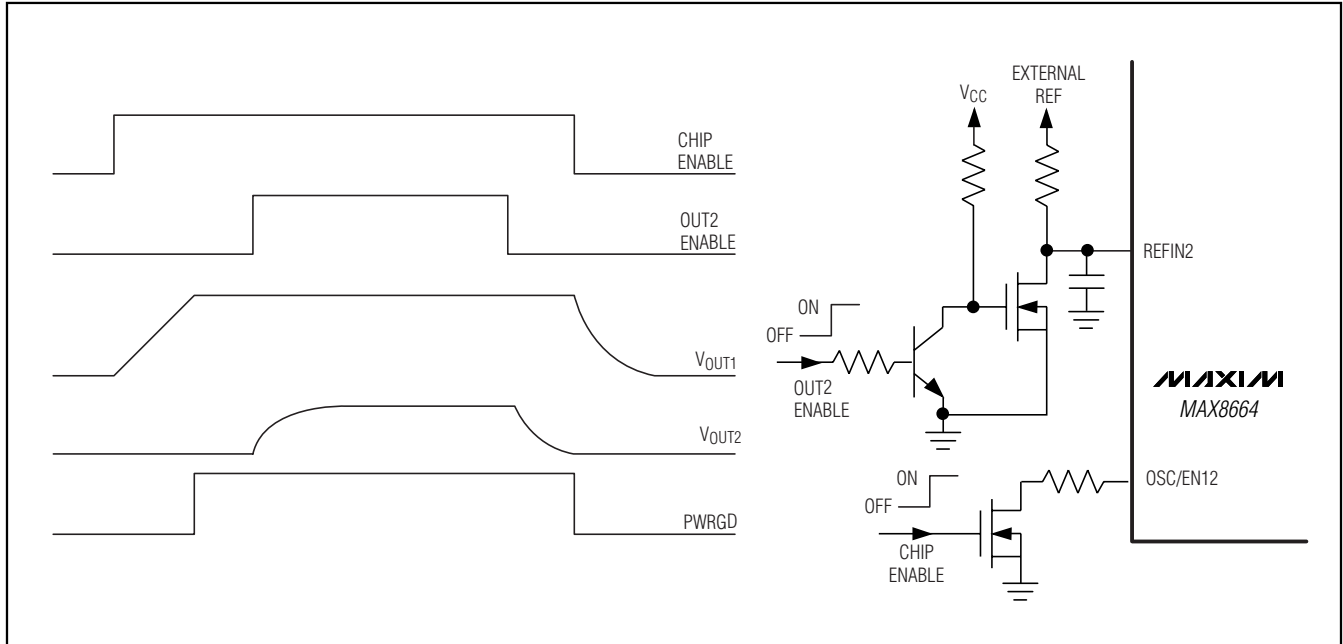 CHIP
ENABLE
OUT2
ENABLE
VOUT1
VOUT2
PWRGD
VCC
EXTERNAL
REF
REFIN2
ON
OFF
OUT2
ENABLE
MAXIM
MAX8664
OSC/EN12
ON
OFF
CHIP
ENABLE